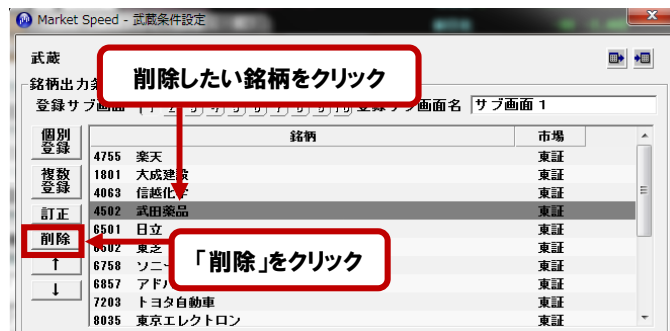 Market Speed - 武蔵条件設定
武蔵
削除したい銘柄をクリック
銘柄出力
登録サブ画面 登録サブ画面名 サブ画面 1
個別登録 銘柄 市場
4755 楽天 東証
複数登録 1801 大成建設 東証
4063 信越化学 東証
訂正 4502 武田薬品 東証
削除 6501 日立 東証
6502 東芝 東証
「削除」をクリック
↑ 6758 ソニー 東証
↓ 6857 アドバ 東証
7203 トヨタ自動車 東証
8035 東京エレクトロン 東証